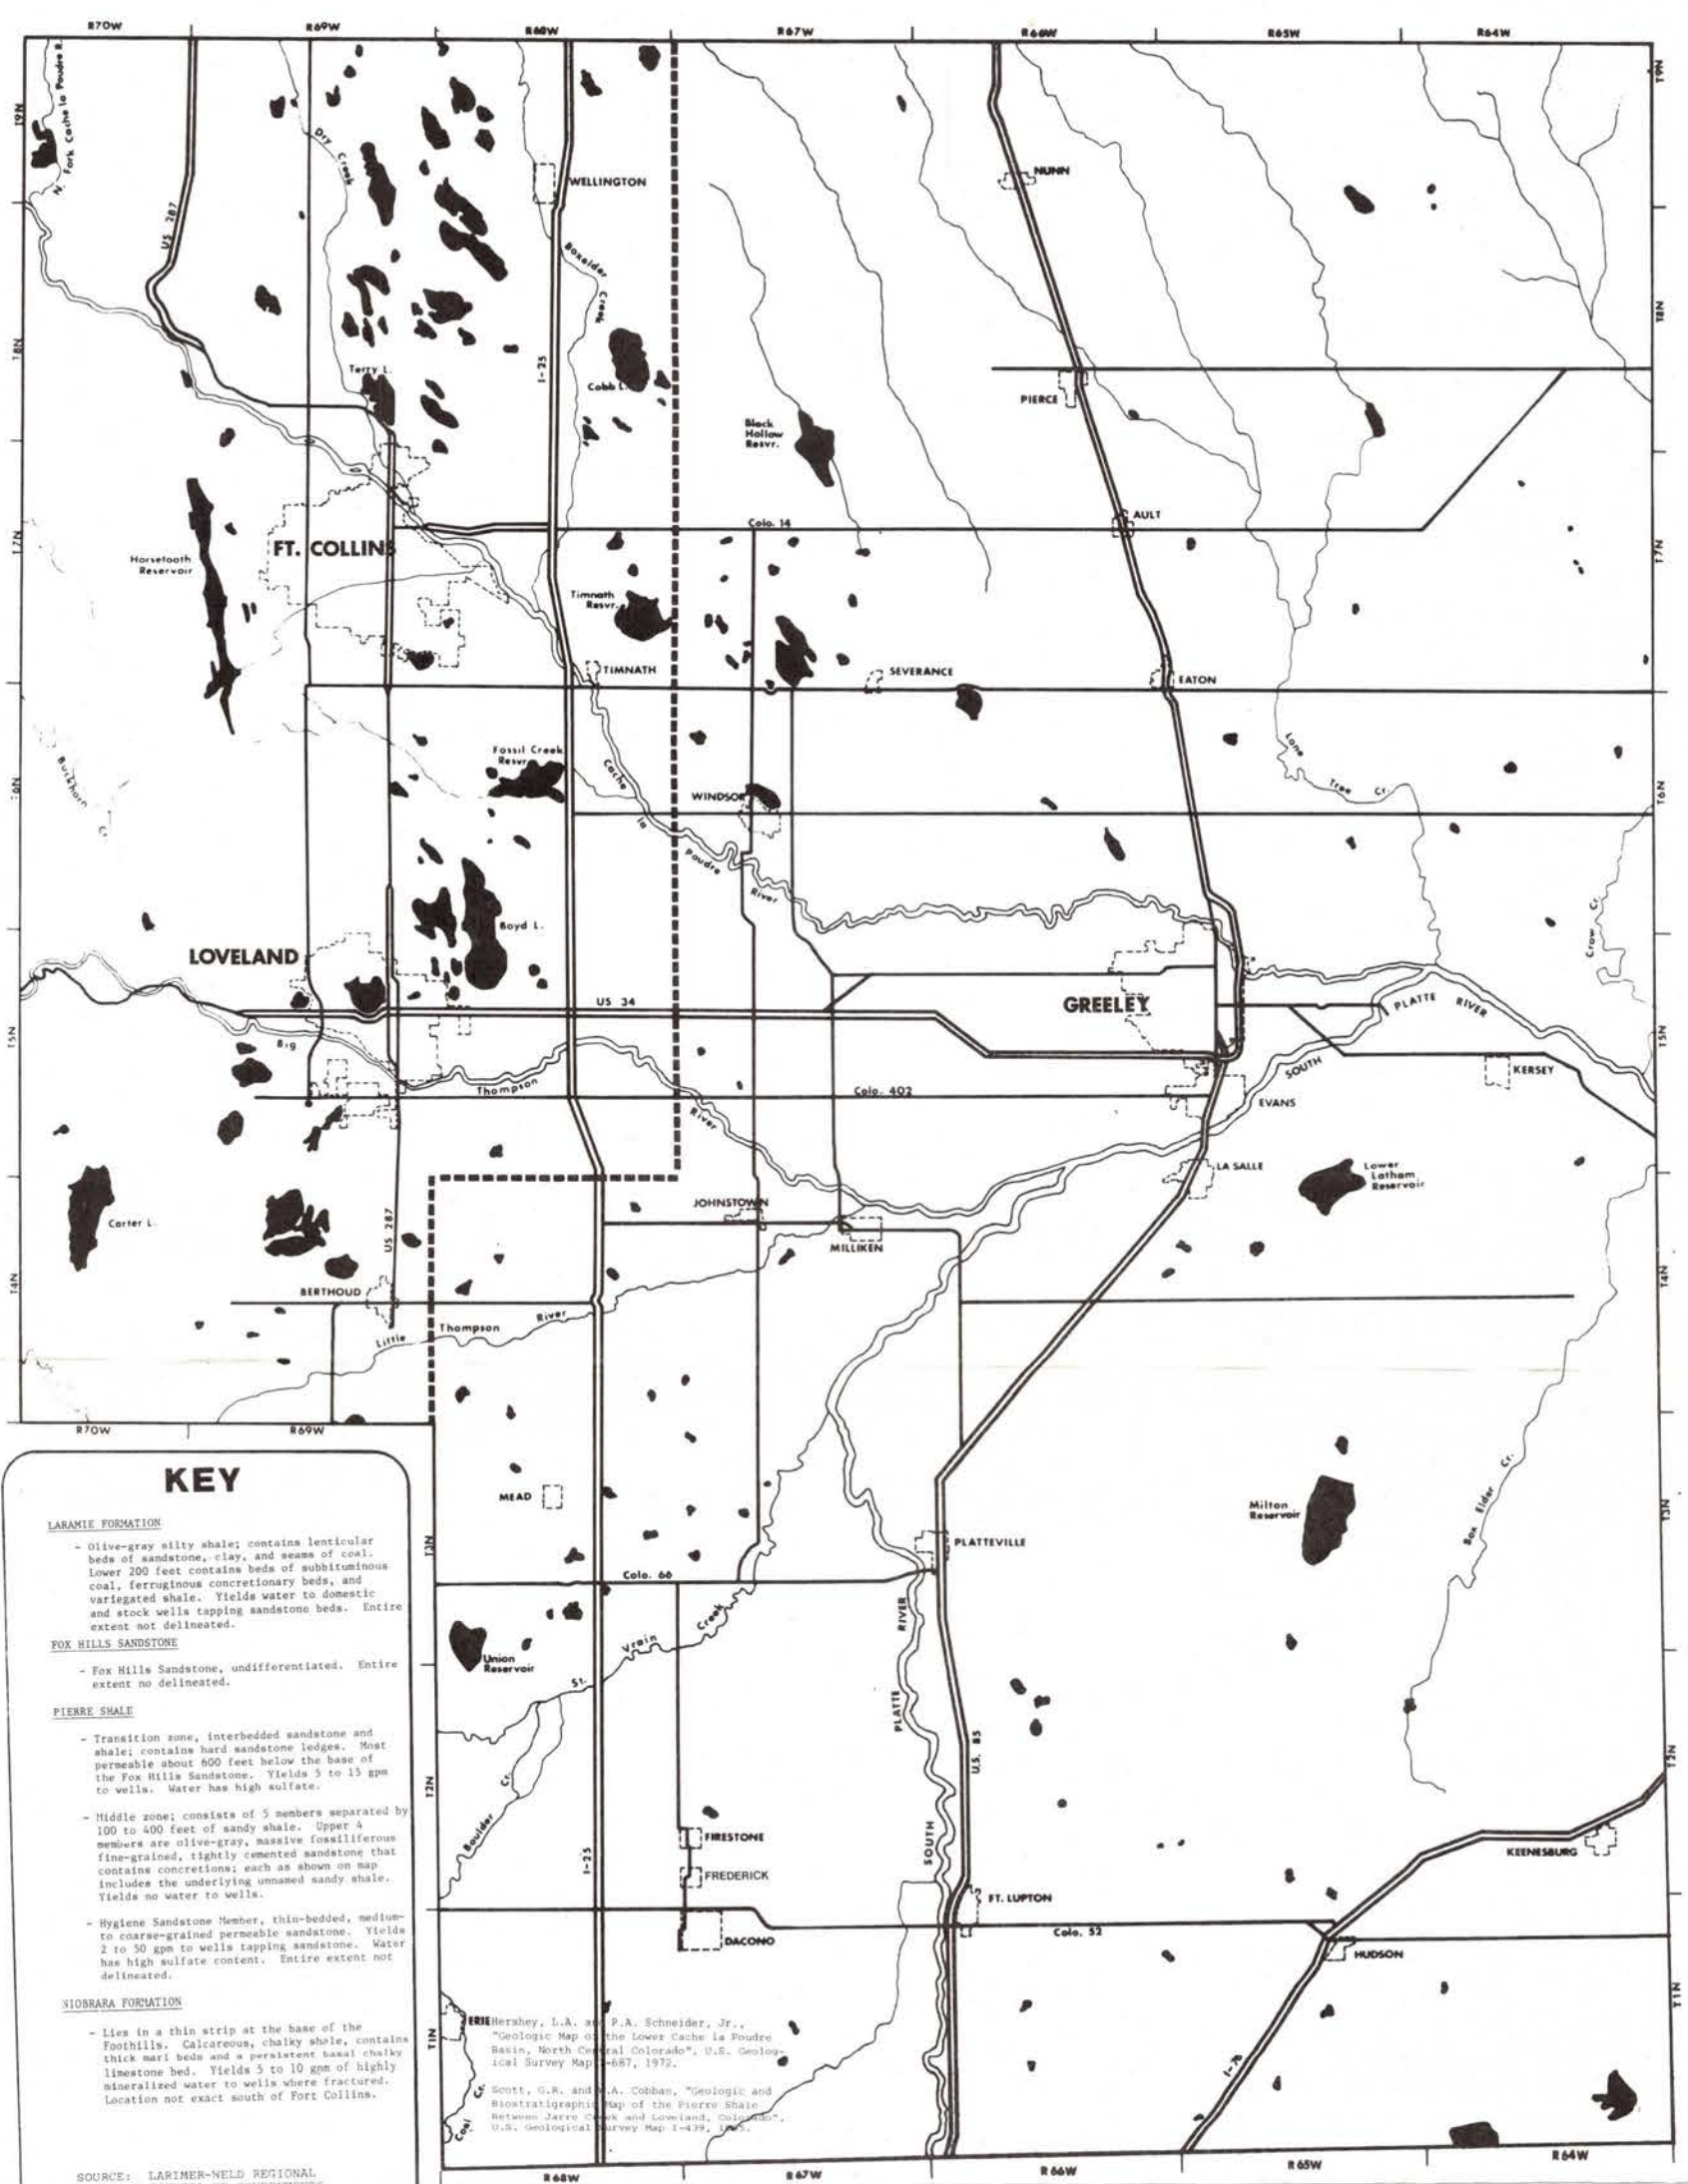 R70W
R69W
R68W
R67W
R66W
R65W
R64W
T9N
T9N
N. Fork Cache la Poudre R.
Dry Creek
US 287
WELLINGTON
Boxelder Creek
NUNN
T8N
T8N
Terry L.
I-25
Cobb L.
PIERCE
Black
Hollow
Resvr.
AULT
Colo. 14
T7N
T7N
FT. COLLINS
Horsetooth
Reservoir
Timnath
Resvr.
TIMNATH
SEVERANCE
EATON
Buckhorn
Fossil Creek
Resvr.
Cache la Poudre River
WINDSOR
Lone Tree Cr.
T6N
T6N
Crow Cr.
Boyd L.
LOVELAND
US 34
GREELEY
PLATTE RIVER
T5N
T5N
Big Thompson River
SOUTH
KERSEY
Colo. 402
EVANS
LA SALLE
Lower
Latham
Reservoir
Carter L.
US 287
JOHNSTOWN
MILLIKEN
T4N
T4N
BERTHOUD
Little Thompson River
R70W
R69W
MEAD
Milton
Reservoir
Box Elder Cr.
T3N
T3N
PLATTEVILLE
Colo. 66
St. Vrain Creek
Union
Reservoir
SOUTH PLATTE RIVER
U.S. 85
T2N
T2N
Boulder Cr.
I-25
FIRESTONE
FREDERICK
KEENESBURG
FT. LUPTON
DACONO
Colo. 52
HUDSON
T1N
T1N
ERIE
Coal Cr.
I-76
R68W
R67W
R66W
R65W
R64W
KEY
LARAMIE FORMATION
- Olive-gray silty shale; contains lenticular
beds of sandstone, clay, and seams of coal.
Lower 200 feet contains beds of subbituminous
coal, ferruginous concretionary beds, and
variegated shale. Yields water to domestic
and stock wells tapping sandstone beds. Entire
extent not delineated.
FOX HILLS SANDSTONE
- Fox Hills Sandstone, undifferentiated. Entire
extent no delineated.
PIERRE SHALE
- Transition zone, interbedded sandstone and
shale; contains hard sandstone ledges. Most
permeable about 600 feet below the base of
the Fox Hills Sandstone. Yields 5 to 15 gpm
to wells. Water has high sulfate.
- Middle zone; consists of 5 members separated by
100 to 400 feet of sandy shale. Upper 4
members are olive-gray, massive fossiliferous
fine-grained, tightly cemented sandstone that
contains concretions; each as shown on map
includes the underlying unnamed sandy shale.
Yields no water to wells.
- Hygiene Sandstone Member, thin-bedded, medium-
to coarse-grained permeable sandstone. Yields
2 to 50 gpm to wells tapping sandstone. Water
has high sulfate content. Entire extent not
delineated.
NIOBRARA FORMATION
- Lies in a thin strip at the base of the
Foothills. Calcareous, chalky shale, contains
thick marl beds and a persistent basal chalky
limestone bed. Yields 5 to 10 gpm of highly
mineralized water to wells where fractured.
Location not exact south of Fort Collins.
SOURCE: LARIMER-WELD REGIONAL
Hershey, L.A. and P.A. Schneider, Jr.,
"Geologic Map of the Lower Cache la Poudre
Basin, North Central Colorado", U.S. Geolog-
ical Survey Map I-687, 1972.
Scott, G.R. and W.A. Cobban, "Geologic and
Biostratigraphic Map of the Pierre Shale
Between Jarre Creek and Loveland, Colorado",
U.S. Geological Survey Map I-439,